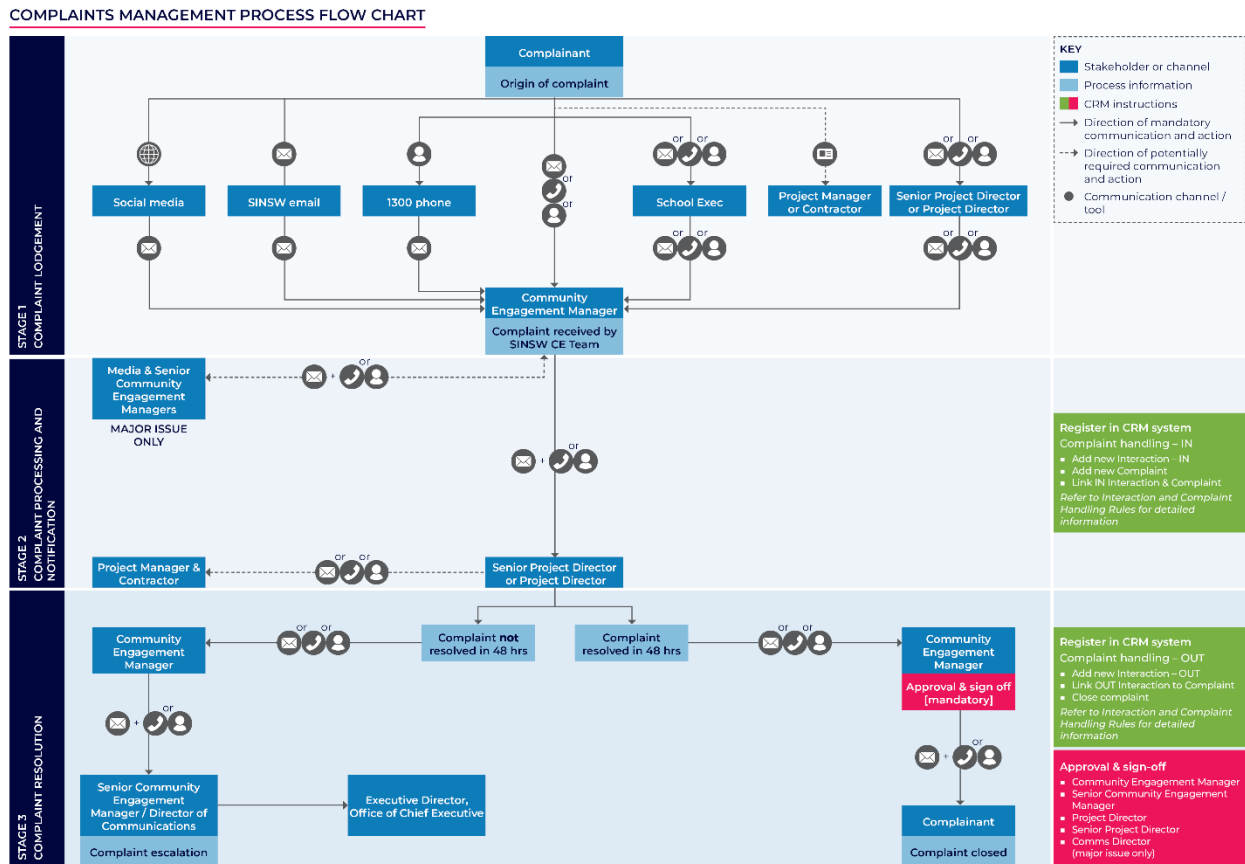 COMPLAINTS MANAGEMENT PROCESS FLOW CHART
STAGE 1
COMPLAINT LODGEMENT
Complainant
Origin of complaint
or or
or or
or
or
Social media
SINSW email
1300 phone
School Exec
Project Manager
or Contractor
Senior Project Director
or Project Director
or or
or or
Community
Engagement Manager
Complaint received by
SINSW CE Team
KEY
Stakeholder or channel
Process information
CRM instructions
Direction of mandatory
communication and action
Direction of potentially
required communication
and action
Communication channel /
tool
STAGE 2
COMPLAINT PROCESSING AND
NOTIFICATION
Media & Senior
Community
Engagement
Managers
MAJOR ISSUE
ONLY
or
+
or
+
Project Manager &
Contractor
or or
Senior Project Director
or Project Director
Register in CRM system
Complaint handling – IN
Add new Interaction – IN
Add new Complaint
Link IN Interaction & Complaint
Refer to Interaction and Complaint
Handling Rules for detailed
information
STAGE 3
COMPLAINT RESOLUTION
Community
Engagement
Manager
or or
Complaint not
resolved in 48 hrs
Complaint
resolved in 48 hrs
or or
Community
Engagement
Manager
Approval & sign off
[mandatory]
or
+
or
+
Senior Community
Engagement
Manager / Director of
Communications
Complaint escalation
Executive Director,
Office of Chief Executive
Complainant
Complaint closed
Register in CRM system
Complaint handling – OUT
Add new Interaction – OUT
Link OUT Interaction to Complaint
Close complaint
Refer to Interaction and Complaint
Handling Rules for detailed
information
Approval & sign-off
Community Engagement Manager
Senior Community Engagement
Manager
Project Director
Senior Project Director
Comms Director
(major issue only)